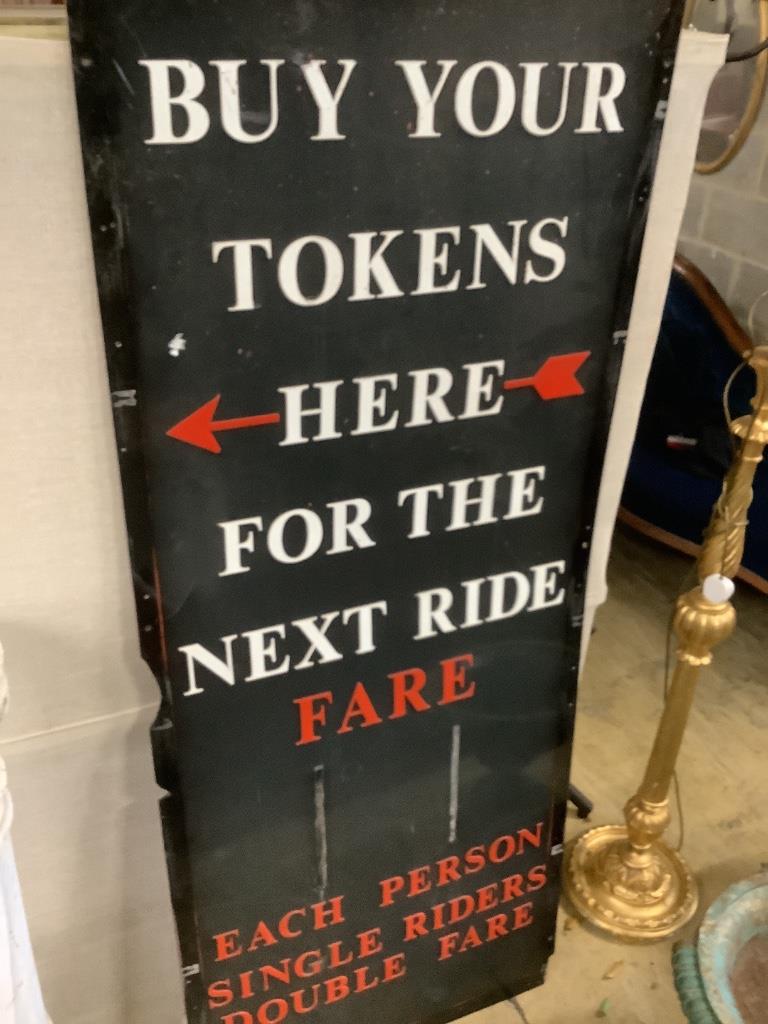 BUY YOUR
TOKENS
HERE
FOR THE
NEXT RIDE
FARE
EACH PERSON
SINGLE RIDERS
DOUBLE FARE